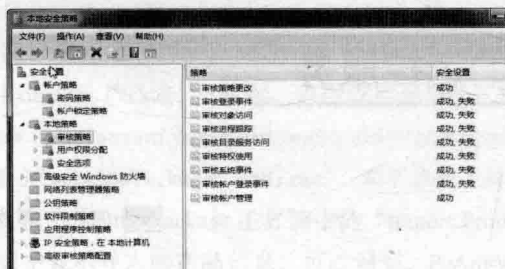 本地安全策略
文件(F) 操作(A) 查看(V) 帮助(H)
安全设置
帐户策略
密码策略
帐户锁定策略
本地策略
审核策略
用户权限分配
安全选项
高级安全 Windows 防火墙
网络列表管理器策略
公钥策略
软件限制策略
应用程序控制策略
IP 安全策略，在 本地计算机
高级审核策略配置
策略 安全设置
审核策略更改 成功
审核登录事件 成功, 失败
审核对象访问 成功, 失败
审核进程跟踪 成功, 失败
审核目录服务访问 成功, 失败
审核特权使用 成功, 失败
审核系统事件 成功, 失败
审核帐户登录事件 成功, 失败
审核帐户管理 成功